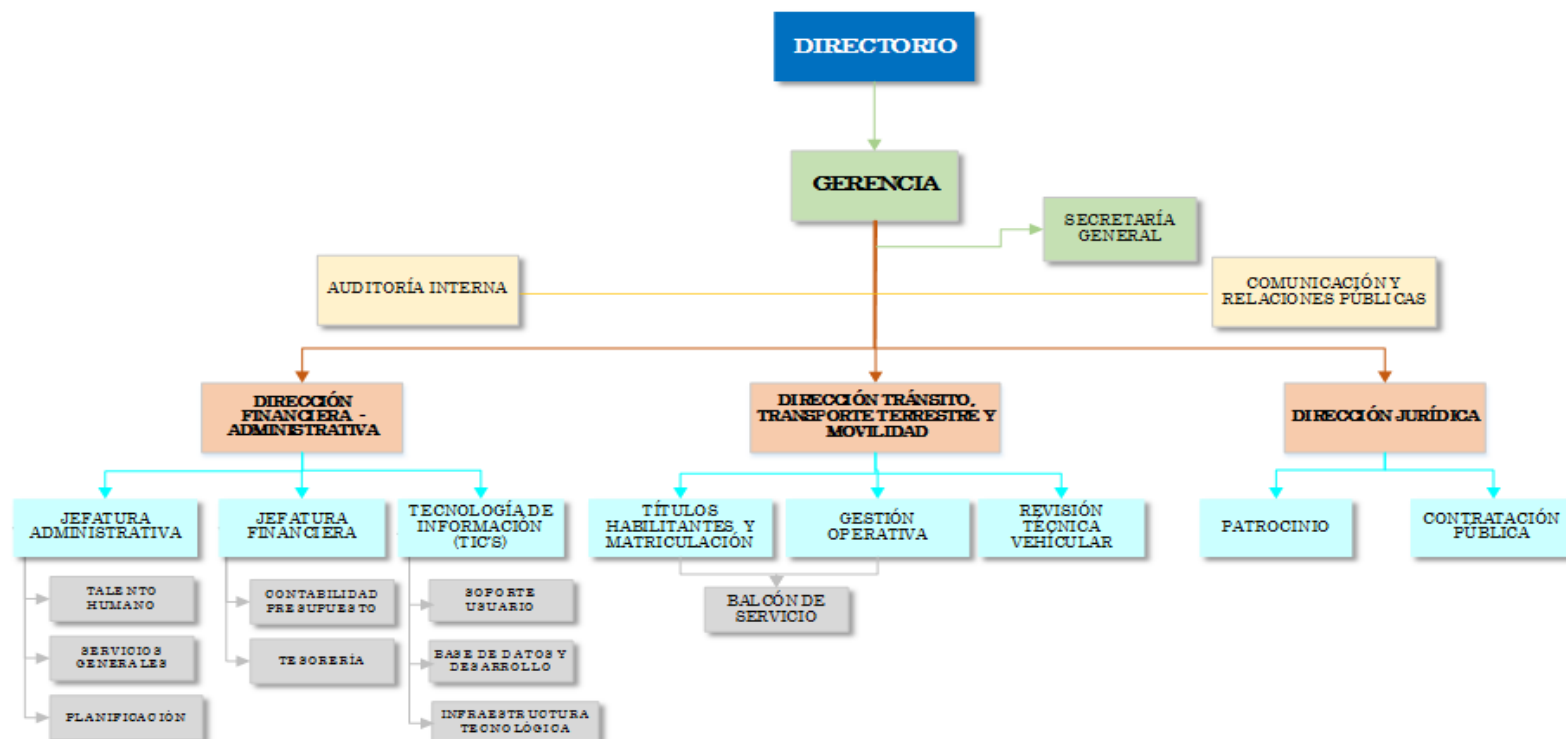 DIRECTORIO
GERENCIA
SECRETARÍA
GENERAL
AUDITORÍA INTERNA
COMUNICACIÓN Y
RELACIONES PÚBLICAS
DIRECCIÓN
FINANCIERA -
ADMINISTRATIVA
DIRECCIÓN TRÁNSITO,
TRANSPORTE TERRESTRE Y
MOVILIDAD
DIRECCIÓN JURÍDICA
JEFATURA
ADMINISTRATIVA
JEFATURA
FINANCIERA
TECNOLOGÍA DE
INFORMACIÓN
(TIC'S)
TÍTULOS
HABILITANTES, Y
MATRICULACIÓN
GESTIÓN
OPERATIVA
REVISIÓN
TÉCNICA
VEHÍCULAR
PATROCINIO
CONTRATACIÓN
PÚBLICA
TALENTO
HUMANO
SERVICIOS
GENERALES
PLANIFICACIÓN
CONTABILIDAD
PRESUPUESTO
TESORERÍA
SOPORTE
USUARIO
BASE DE DATOS Y
DESARROLLO
INFRAESTRUCTURA
TECNOLÓGICA
BALCÓN DE
SERVICIO